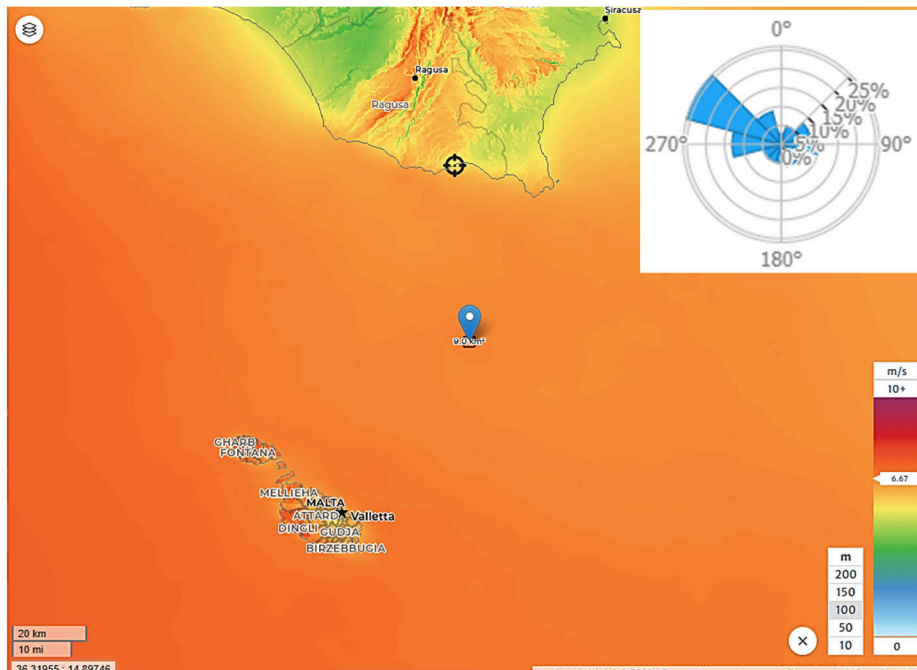 Siracusa
Ragusa
Ragusa
0°
25%
20%
15%
10%
5%
0%
270°
90°
180°
9.0 km²
GHARB
FONTANA
MELLIEHA
MALTA
ATTARD
Valletta
DINGLI
GUDJA
BIRZEBBUGIA
m/s
10+
6.67
0
m
200
150
100
50
10
20 km
10 mi
36.31955 : 14.89746